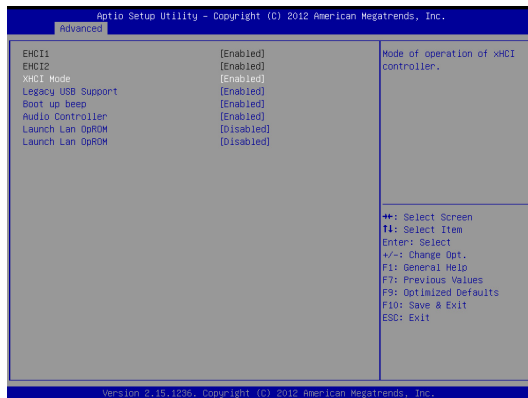 Aptio Setup Utility – Copyright (C) 2012 American Megatrends, Inc.
Advanced
EHCI1 [Enabled]
EHCI2 [Enabled]
XHCI Mode [Enabled]
Legacy USB Support [Enabled]
Boot up beep [Enabled]
Audio Controller [Enabled]
Launch Lan OpROM [Disabled]
Launch Lan OpROM [Disabled]
Mode of operation of xHCI
controller.
→←: Select Screen
↑↓: Select Item
Enter: Select
+/-: Change Opt.
F1: General Help
F7: Previous Values
F9: Optimized Defaults
F10: Save & Exit
ESC: Exit
Version 2.15.1236. Copyright (C) 2012 American Megatrends, Inc.